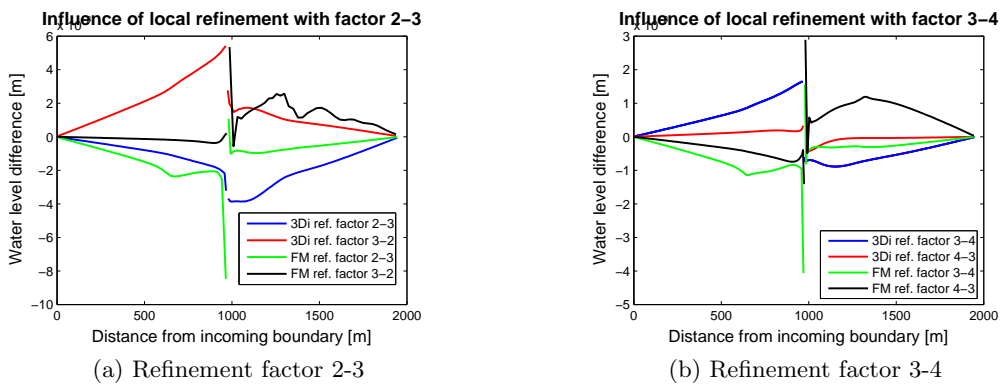 Influence of local refinement with factor 2−3
6
4
2
0
−2
−4
−6
−8
−10
Water level difference [m]
0
500
1000
1500
2000
Distance from incoming boundary [m]
3Di ref. factor 2−3
3Di ref. factor 3−2
FM ref. factor 2−3
FM ref. factor 3−2
(a) Refinement factor 2-3
Influence of local refinement with factor 3−4
3
2
1
0
−1
−2
−3
−4
−5
Water level difference [m]
0
500
1000
1500
2000
Distance from incoming boundary [m]
3Di ref. factor 3−4
3Di ref. factor 4−3
FM ref. factor 3−4
FM ref. factor 4−3
(b) Refinement factor 3-4